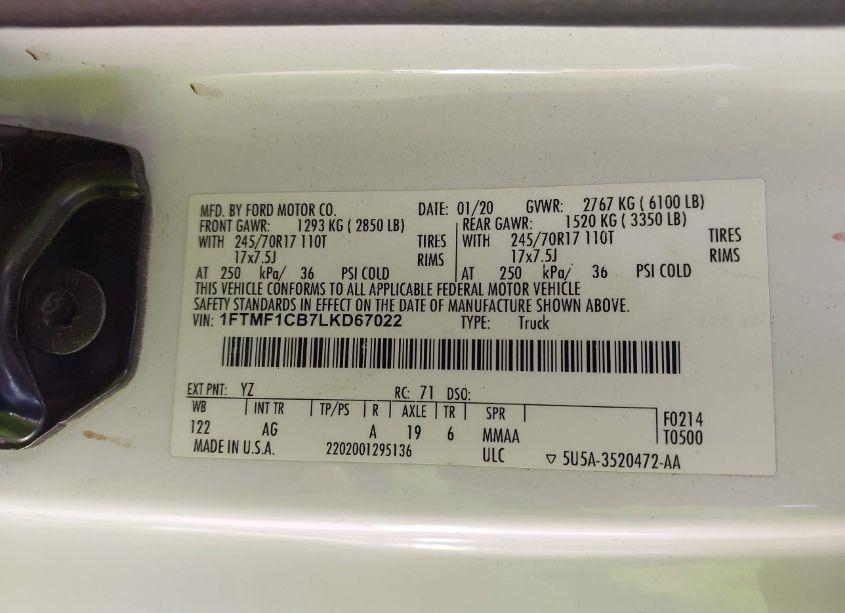 MFD. BY FORD MOTOR CO. DATE: 01/20 GVWR: 2767 KG ( 6100 LB)
FRONT GAWR: 1293 KG ( 2850 LB) REAR GAWR: 1520 KG ( 3350 LB)
WITH 245/70R17 110T TIRES WITH 245/70R17 110T TIRES
17x7.5J RIMS 17x7.5J RIMS
AT 250 kPa/ 36 PSI COLD AT 250 kPa/ 36 PSI COLD
THIS VEHICLE CONFORMS TO ALL APPLICABLE FEDERAL MOTOR VEHICLE
SAFETY STANDARDS IN EFFECT ON THE DATE OF MANUFACTURE SHOWN ABOVE.
VIN: 1FTMF1CB7LKD67022 TYPE: Truck
EXT PNT: YZ RC: 71 DSO:
WB INT TR TP/PS R AXLE TR SPR F0214
122 AG A 19 6 MMAA T0500
MADE IN U.S.A. 2202001295136 ULC ▽ 5U5A-3520472-AA